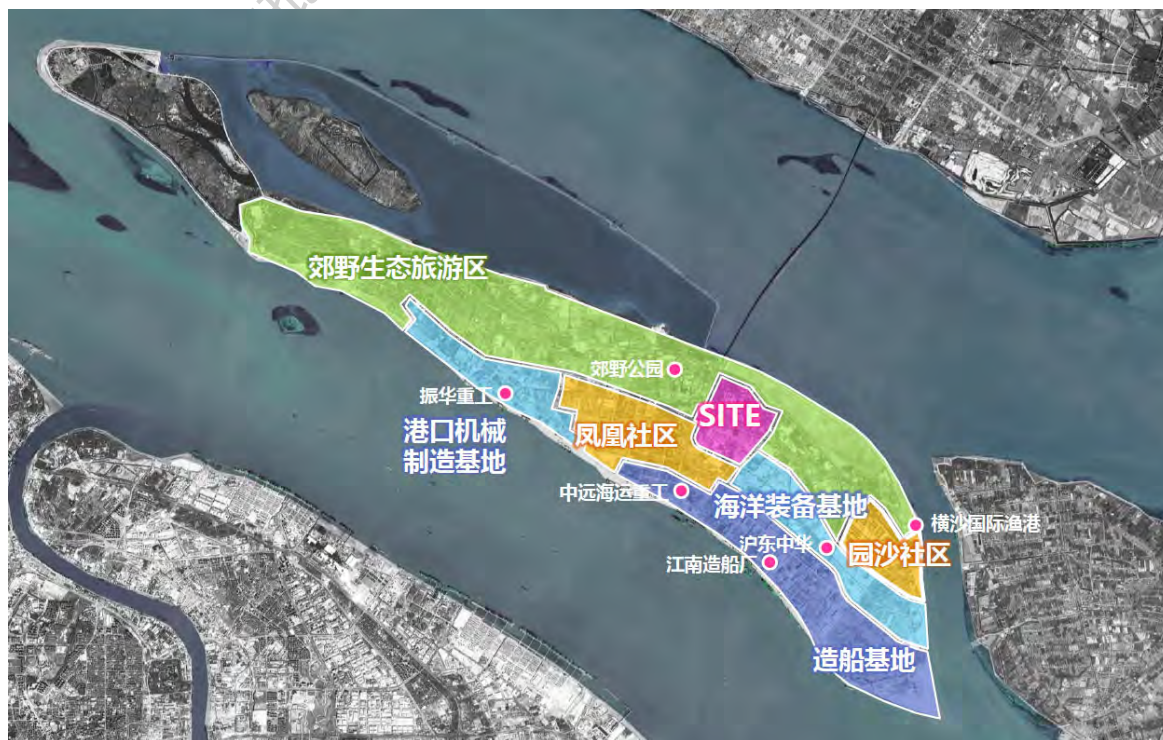 郊野生态旅游区
郊野公园
振华重工
SITE
港口机械
制造基地
凤凰社区
中远海运重工
海洋装备基地
横沙国际渔港
沪东中华
园沙社区
江南造船厂
造船基地